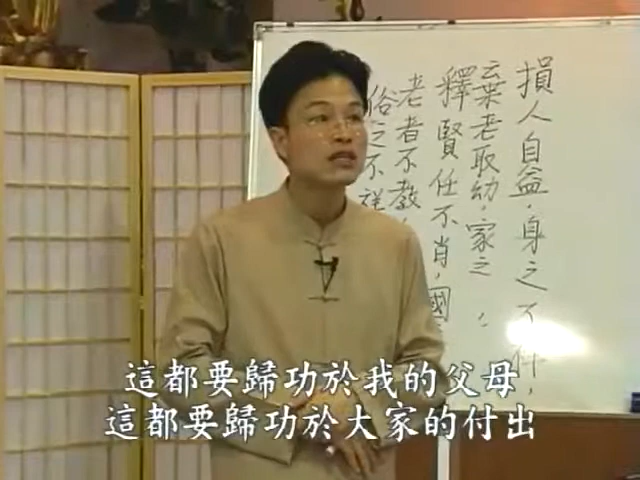 損人自益.身之不祥,
棄老取幼.家之
釋賢任不肖,國
老者不教
俗之不祥
這都要歸功於我的父母
這都要歸功於大家的付出